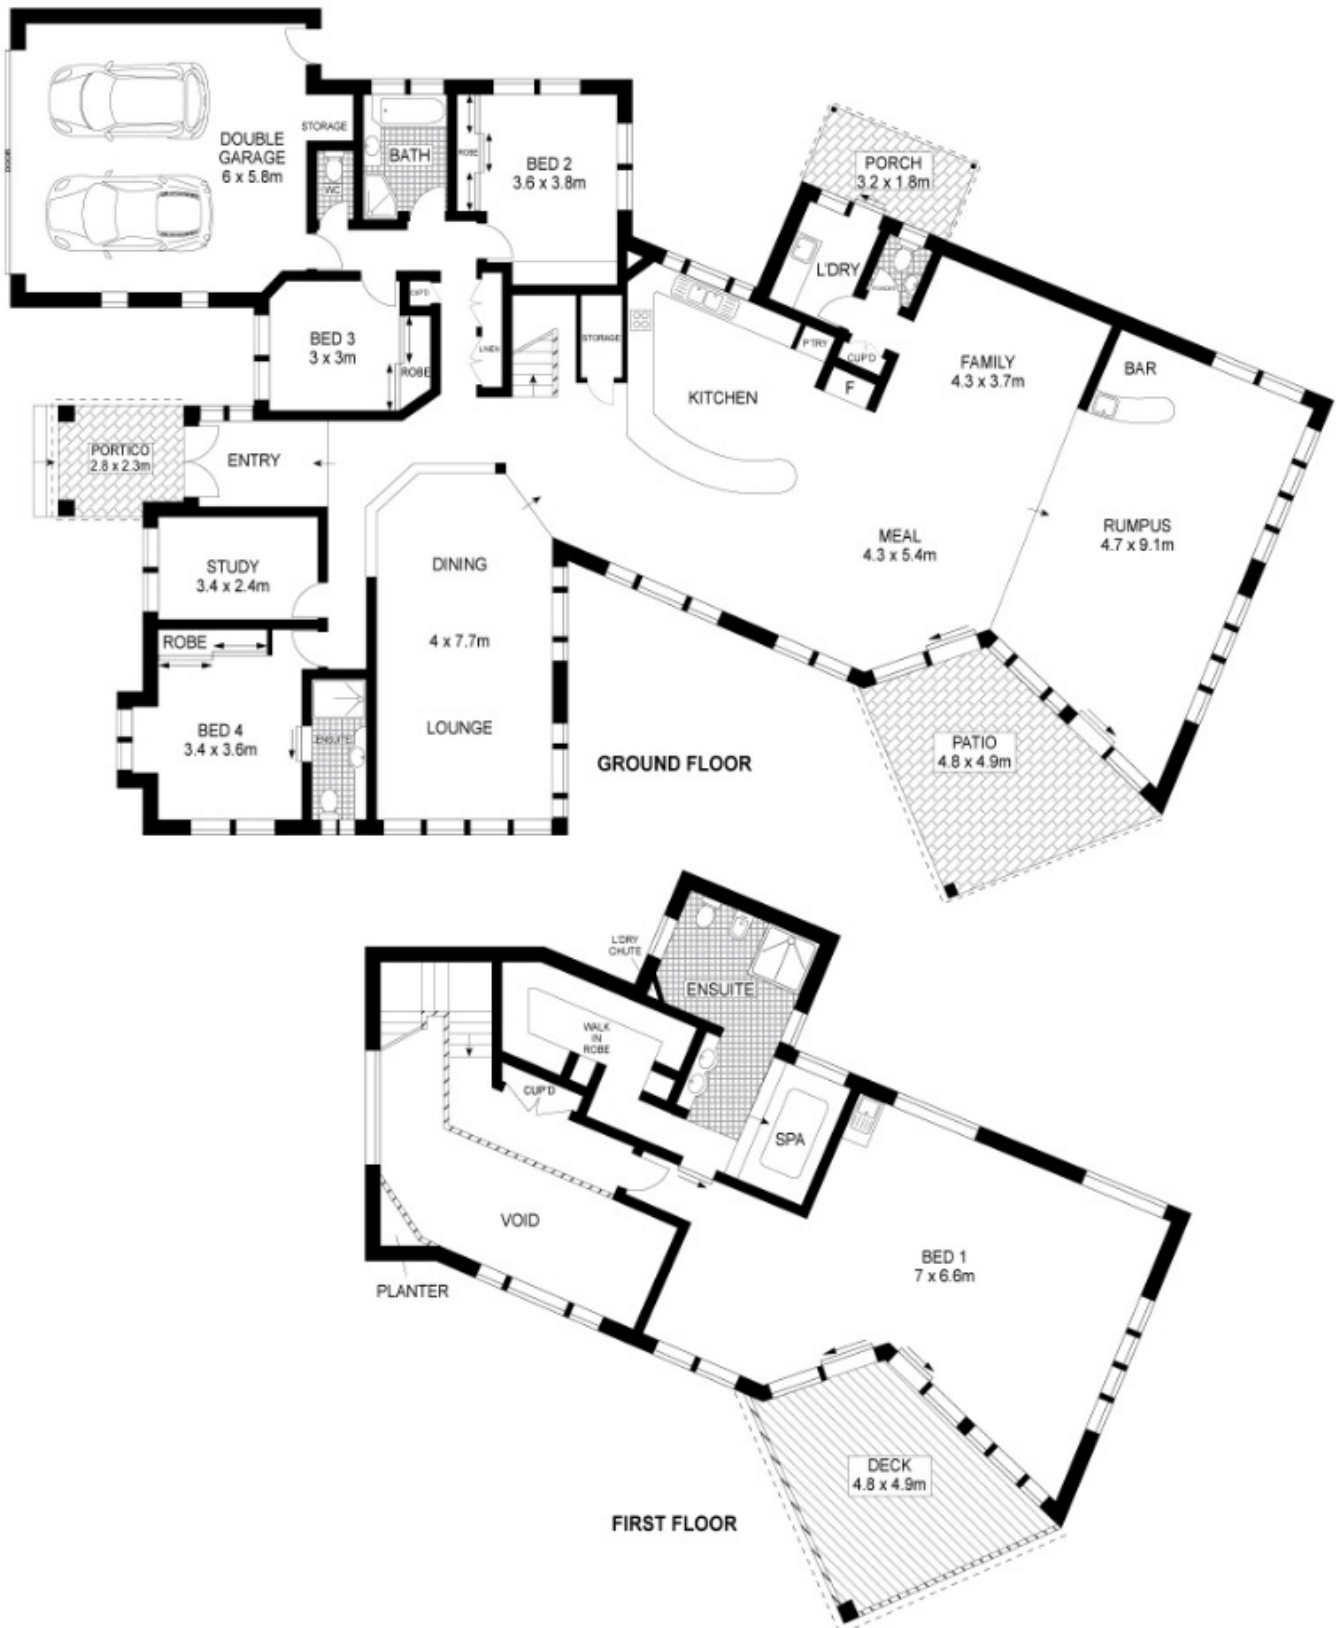 STORAGE
DOUBLE
GARAGE
6 x 5.8m
WC
BATH
ROBE
BED 2
3.6 x 3.8m
PORCH
3.2 x 1.8m
L'DRY
POWDER
CUP'D
BED 3
3 x 3m
ROBE
LINEN
STORAGE
P'TRY
CUP'D
F
KITCHEN
FAMILY
4.3 x 3.7m
BAR
PORTICO
2.8 x 2.3m
ENTRY
MEAL
4.3 x 5.4m
RUMPUS
4.7 x 9.1m
STUDY
3.4 x 2.4m
DINING
4 x 7.7m
LOUNGE
ROBE
BED 4
3.4 x 3.6m
ENSUITE
PATIO
4.8 x 4.9m
GROUND FLOOR
L'DRY
CHUTE
ENSUITE
WALK
IN
ROBE
CUP'D
SPA
VOID
PLANTER
BED 1
7 x 6.6m
DECK
4.8 x 4.9m
FIRST FLOOR